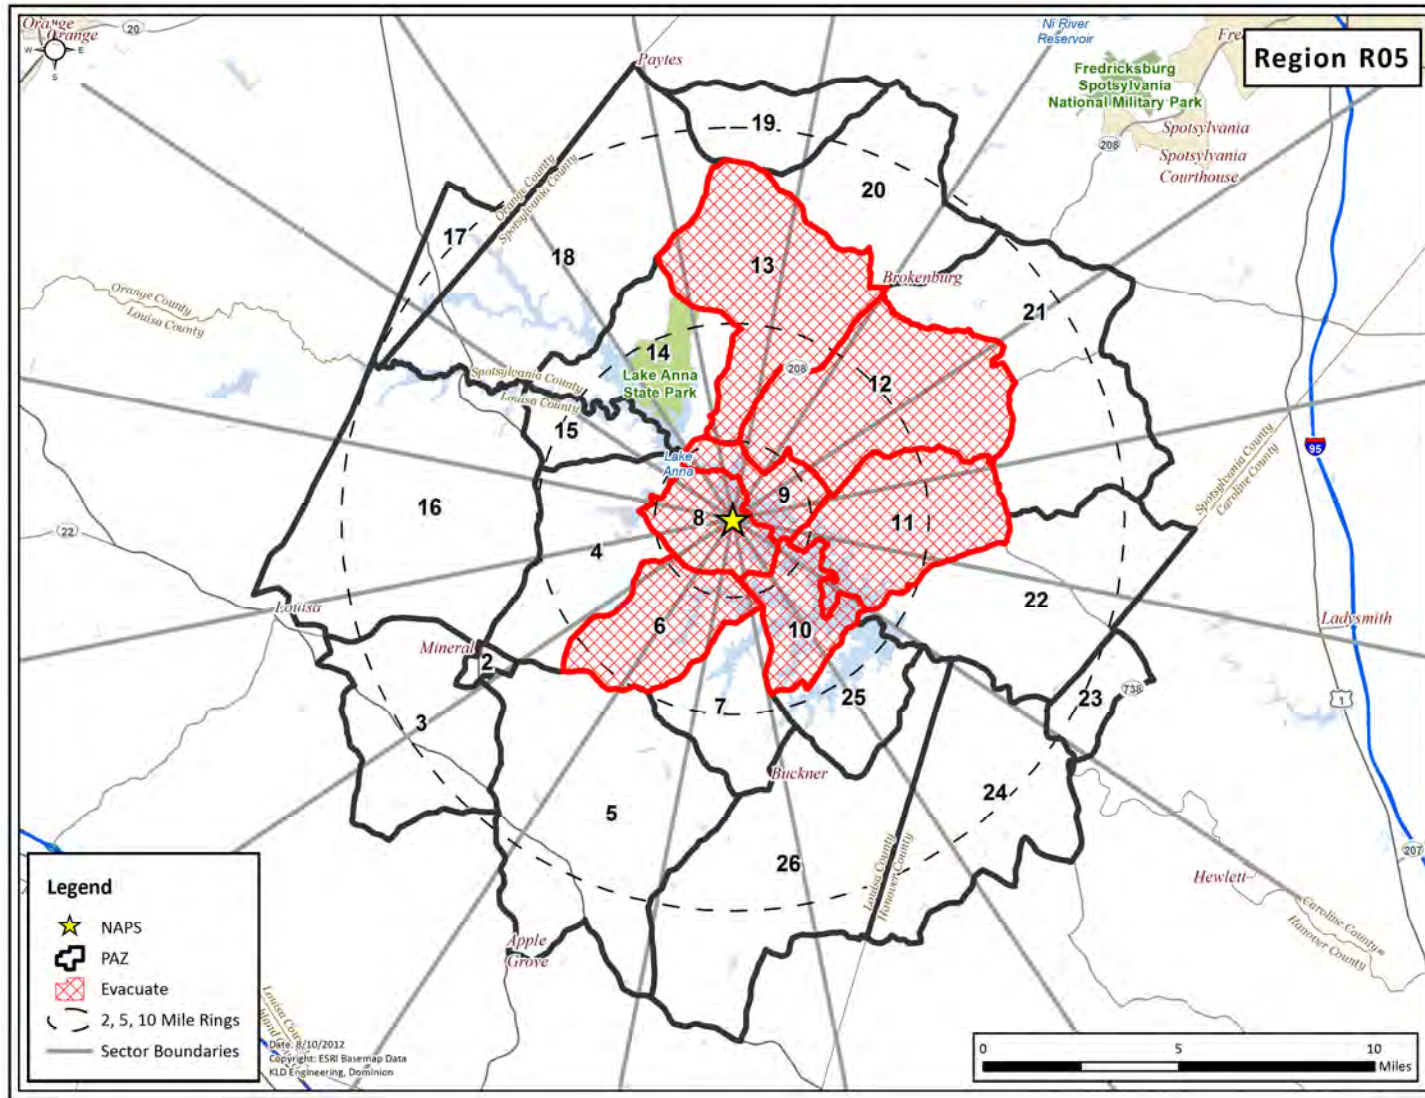 Orange
Orange
20
N
W
E
S
Paytes
Ni River
Reservoir
Fre
Region R05
Fredricksburg
Spotsylvania
National Military Park
Spotsylvania
208
Spotsylvania
Courthouse
19
20
17
Orange County
Spotsylvania County
18
13
Brokenburg
21
Orange County
Louisa County
14
Lake Anna
State Park
208
12
Spotsylvania County
Louisa County
15
Lake
Anna
95
Spotsylvania County
Caroline County
16
22
8
9
11
4
Louisa
6
10
22
Ladysmith
Mineral
2
3
7
25
23
738
1
Buckner
5
24
26
Louisa County
Hanover County
207
Hewlett
Caroline County
Hanover County
Apple
Grove
Legend
NAPS
PAZ
Evacuate
2, 5, 10 Mile Rings
Sector Boundaries
Louisa Cou
Date: 8/10/2012
Copyright: ESRI Basemap Data
KLD Engineering, Dominion
0
5
10
Miles